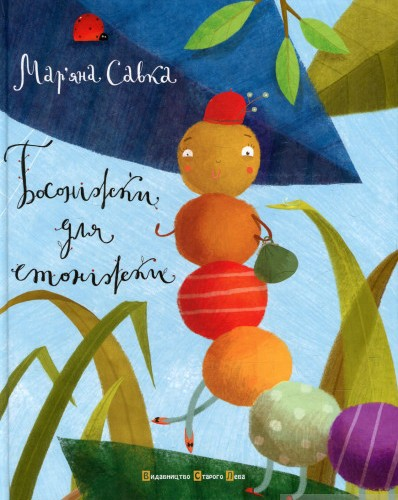 Мар'яна Савка
Босоніжки
для
стоніжки
Видавництво Старого Лева